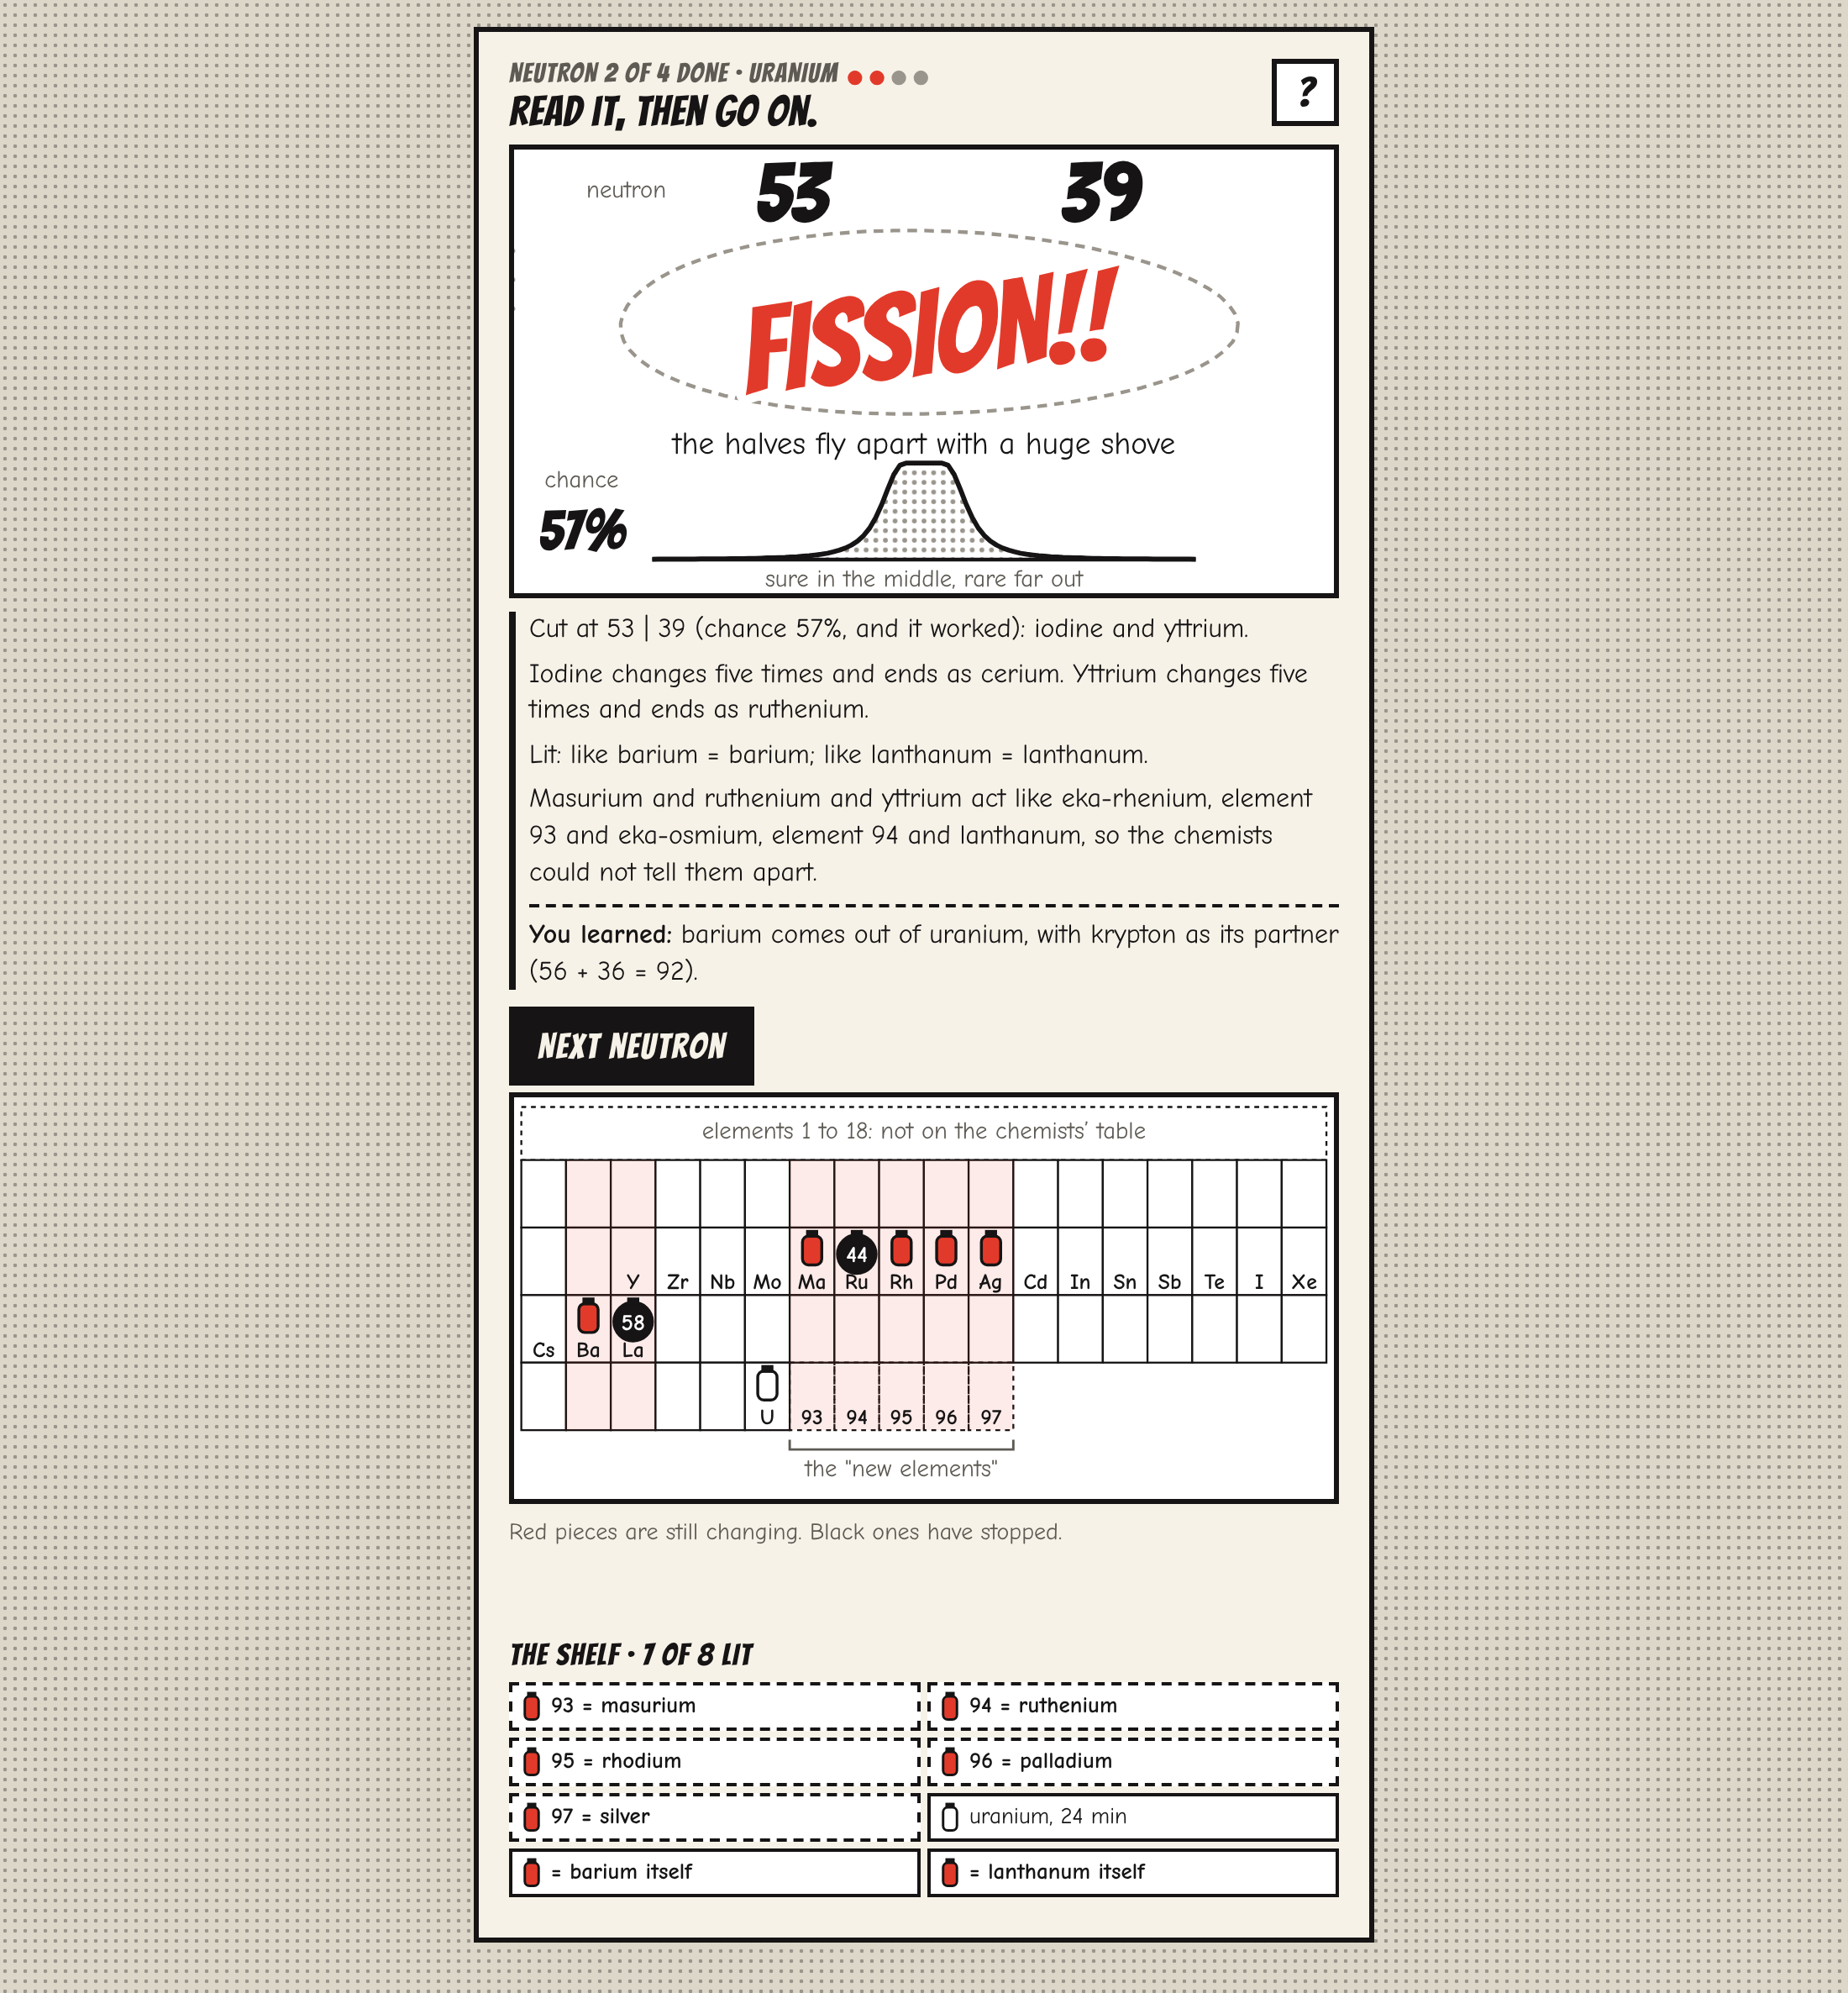 NEUTRON 2 OF 4 DONE · URANIUM
READ IT, THEN GO ON.
?
neutron
53
39
FISSION!!
the halves fly apart with a huge shove
chance
57%
sure in the middle, rare far out
Cut at 53 | 39 (chance 57%, and it worked): iodine and yttrium.
Iodine changes five times and ends as cerium. Yttrium changes five
times and ends as ruthenium.
Lit: like barium = barium; like lanthanum = lanthanum.
Masurium and ruthenium and yttrium act like eka-rhenium, element
93 and eka-osmium, element 94 and lanthanum, so the chemists
could not tell them apart.
You learned: barium comes out of uranium, with krypton as its partner
(56 + 36 = 92).
NEXT NEUTRON
elements 1 to 18: not on the chemists' table
44
Y Zr Nb Mo Ma Ru Rh Pd Ag Cd In Sn Sb Te I Xe
58
Cs Ba La
U 93 94 95 96 97
the "new elements"
Red pieces are still changing. Black ones have stopped.
THE SHELF · 7 OF 8 LIT
93 = masurium
94 = ruthenium
95 = rhodium
96 = palladium
97 = silver
uranium, 24 min
= barium itself
= lanthanum itself